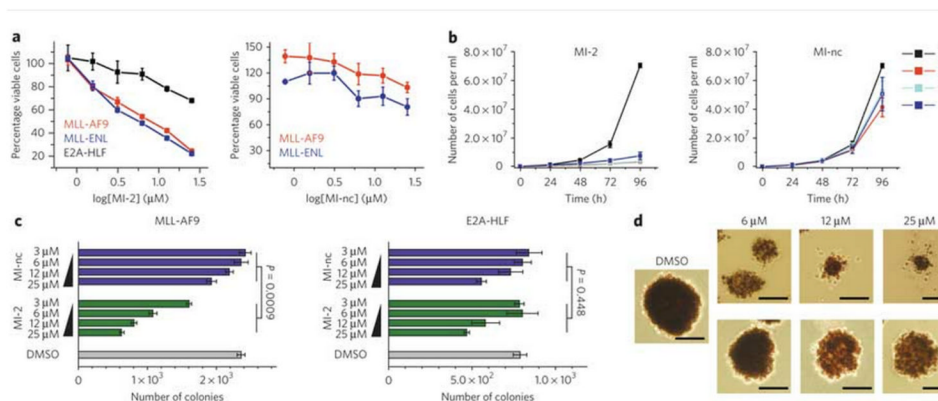 a
Percentage viable cells
100
80
60
40
20
MLL-AF9
MLL-ENL
E2A-HLF
0
0.5
1.0
1.5
log[MI-2] (μM)
Percentage viable cells
150
120
90
60
30
MLL-AF9
MLL-ENL
0
0.5
1.0
1.5
log[MI-nc] (μM)
b
MI-2
Number of cells per ml
8.0 × 10⁷
6.0 × 10⁷
4.0 × 10⁷
2.0 × 10⁷
0
0 24 48 72 96
Time (h)
MI-nc
Number of cells per ml
8.0 × 10⁷
6.0 × 10⁷
4.0 × 10⁷
2.0 × 10⁷
0
0 24 48 72 96
Time (h)
c
MLL-AF9
MI-nc
3 μM
6 μM
12 μM
25 μM
MI-2
3 μM
6 μM
12 μM
25 μM
DMSO
P = 0.0009
0 1 ×10³ 2 ×10³
Number of colonies
E2A-HLF
MI-nc
3 μM
6 μM
12 μM
25 μM
MI-2
3 μM
6 μM
12 μM
25 μM
DMSO
P = 0.448
0 5.0 ×10² 1.0 ×10³
Number of colonies
d
6 μM 12 μM 25 μM
DMSO